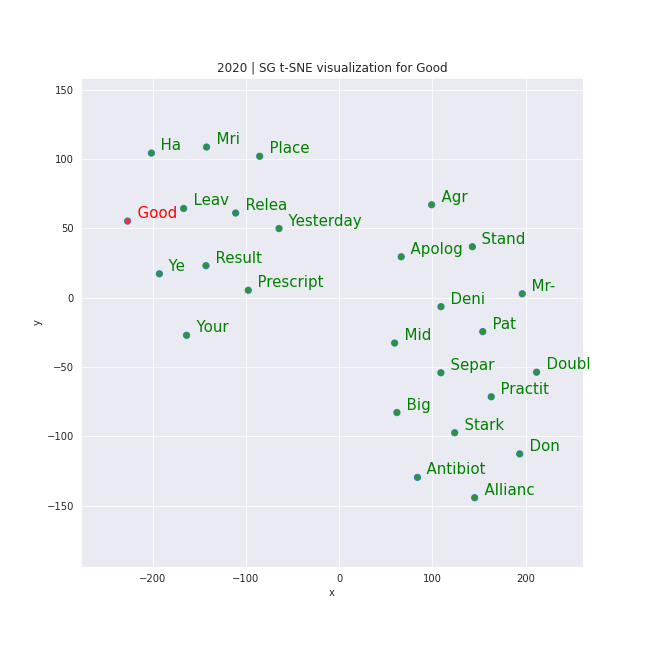 2020 | SG t-SNE visualization for Good
150
100
50
0
−50
−100
−150
y
−200
−100
0
100
200
x
Ha
Mri
Place
Leav
Relea
Good
Yesterday
Ye
Result
Prescript
Your
Agr
Stand
Apolog
Mr-
Deni
Pat
Mid
Separ
Doubl
Practit
Big
Stark
Don
Antibiot
Allianc